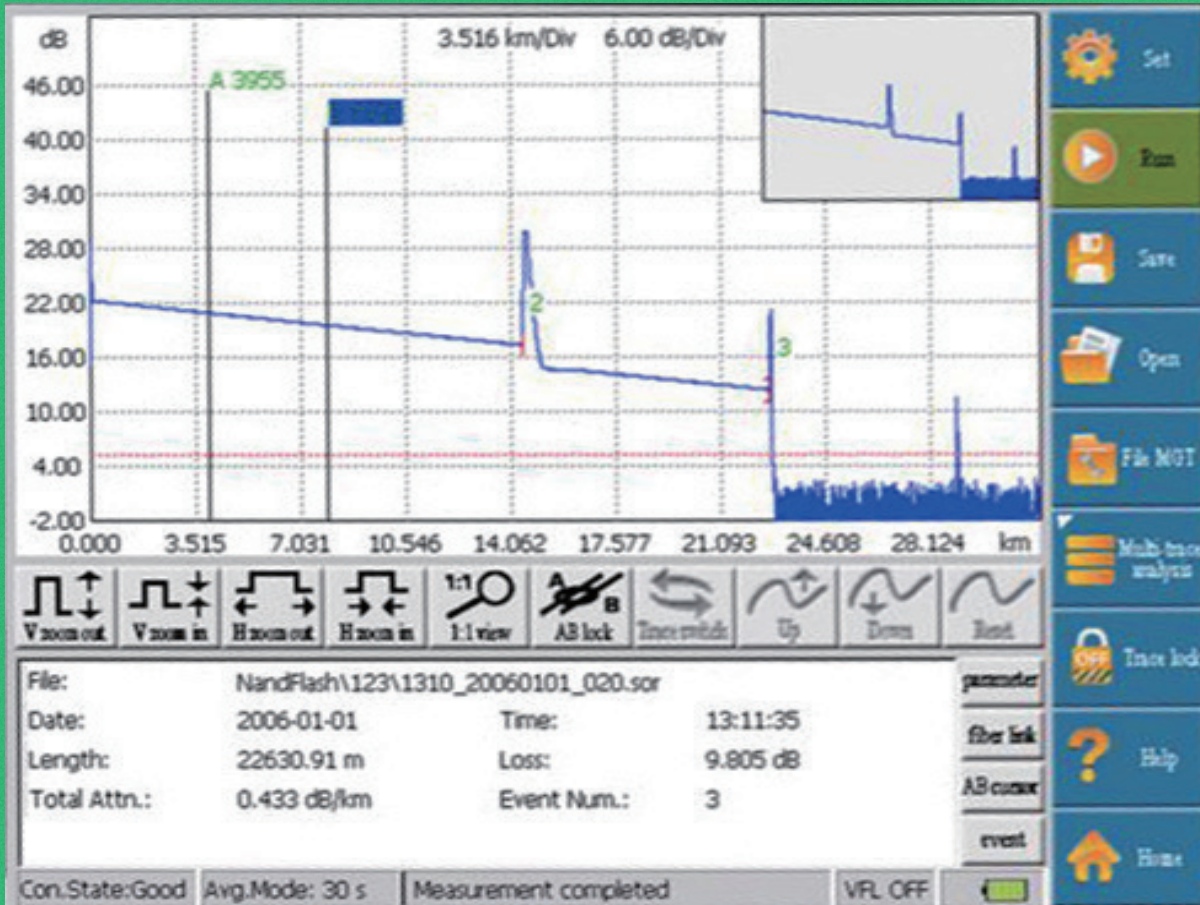 dB
3.516 km/Div 6.00 dB/Div
A 3955
46.00
40.00
34.00
28.00
22.00
16.00
10.00
4.00
-2.00
2
3
0.000 3.515 7.031 10.546 14.062 17.577 21.093 24.608 28.124 km
Set
Run
Save
Open
File MGT
Multi-trace
analysis
OFF
Trace lock
Help
Home
V zoom out
V zoom in
H zoom out
H zoom in
1:1
1:1 view
A B
AB lock
Trace switch
Up
Down
Reset
File: NandFlash\123\1310_20060101_020.sor
Date: 2006-01-01 Time: 13:11:35
Length: 22630.91 m Loss: 9.805 dB
Total Attn.: 0.433 dB/km Event Num.: 3
parameter
fiber link
AB cursor
event
Con.State:Good Avg.Mode: 30 s Measurement completed VFL OFF